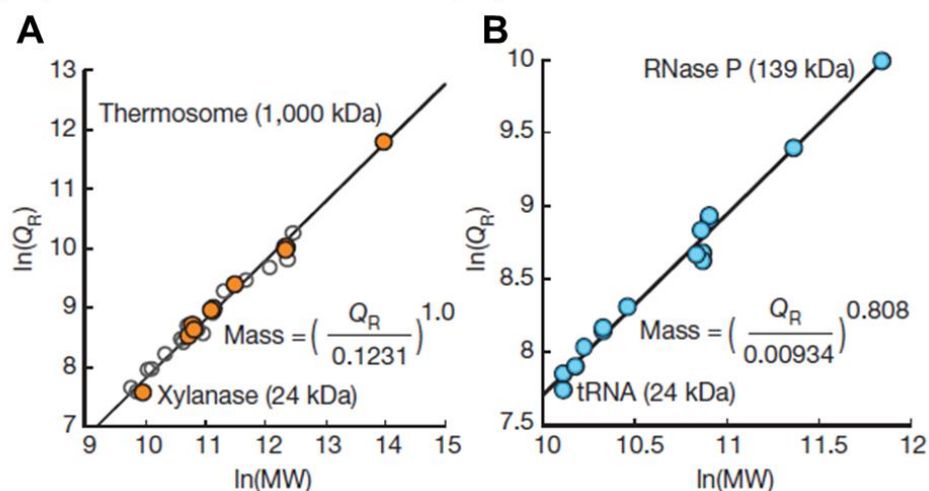 A
13
12
11
10
9
8
7
9
10
11
12
13
14
15
ln(Q_R)
ln(MW)
Thermosome (1,000 kDa)
Mass = ( Q_R / 0.1231 )^1.0
Xylanase (24 kDa)
B
10
9.5
9
8.5
8
7.5
10
10.5
11
11.5
12
ln(Q_R)
ln(MW)
RNase P (139 kDa)
Mass = ( Q_R / 0.00934 )^0.808
tRNA (24 kDa)